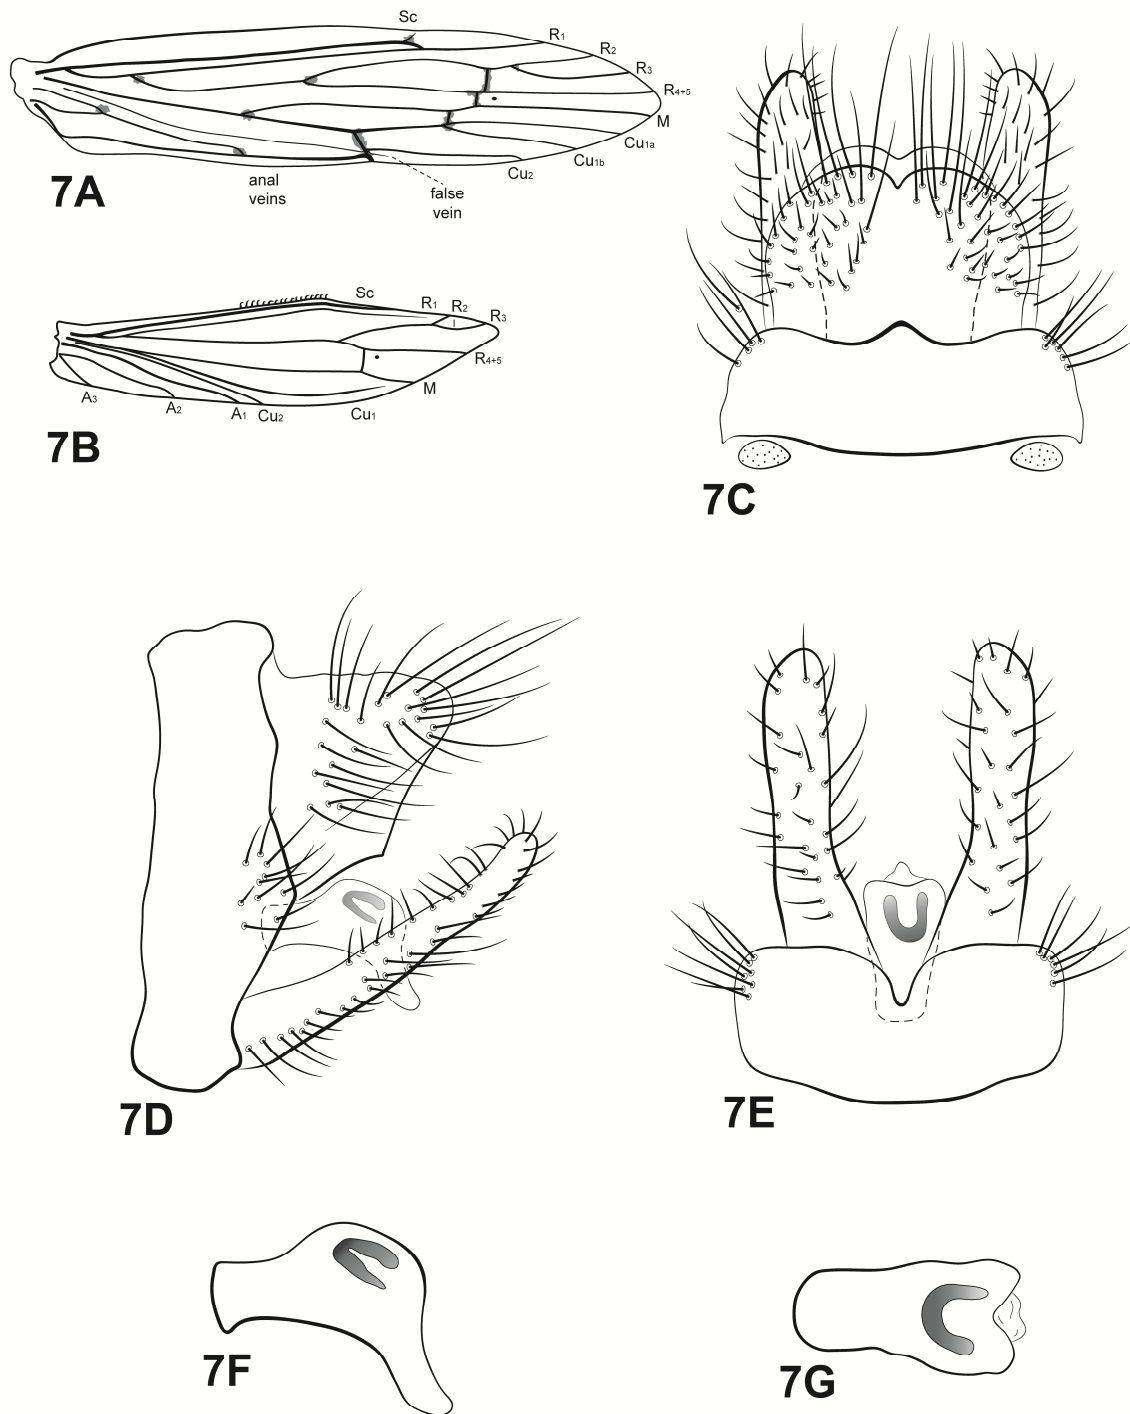 Sc
R1
R2
R3
R4+5
M
Cu1a
Cu1b
Cu2
anal
veins
false
vein
7A
Sc
R1
R2
R3
R4+5
M
Cu1
Cu2
A1
A2
A3
7B
7C
7D
7E
7F
7G